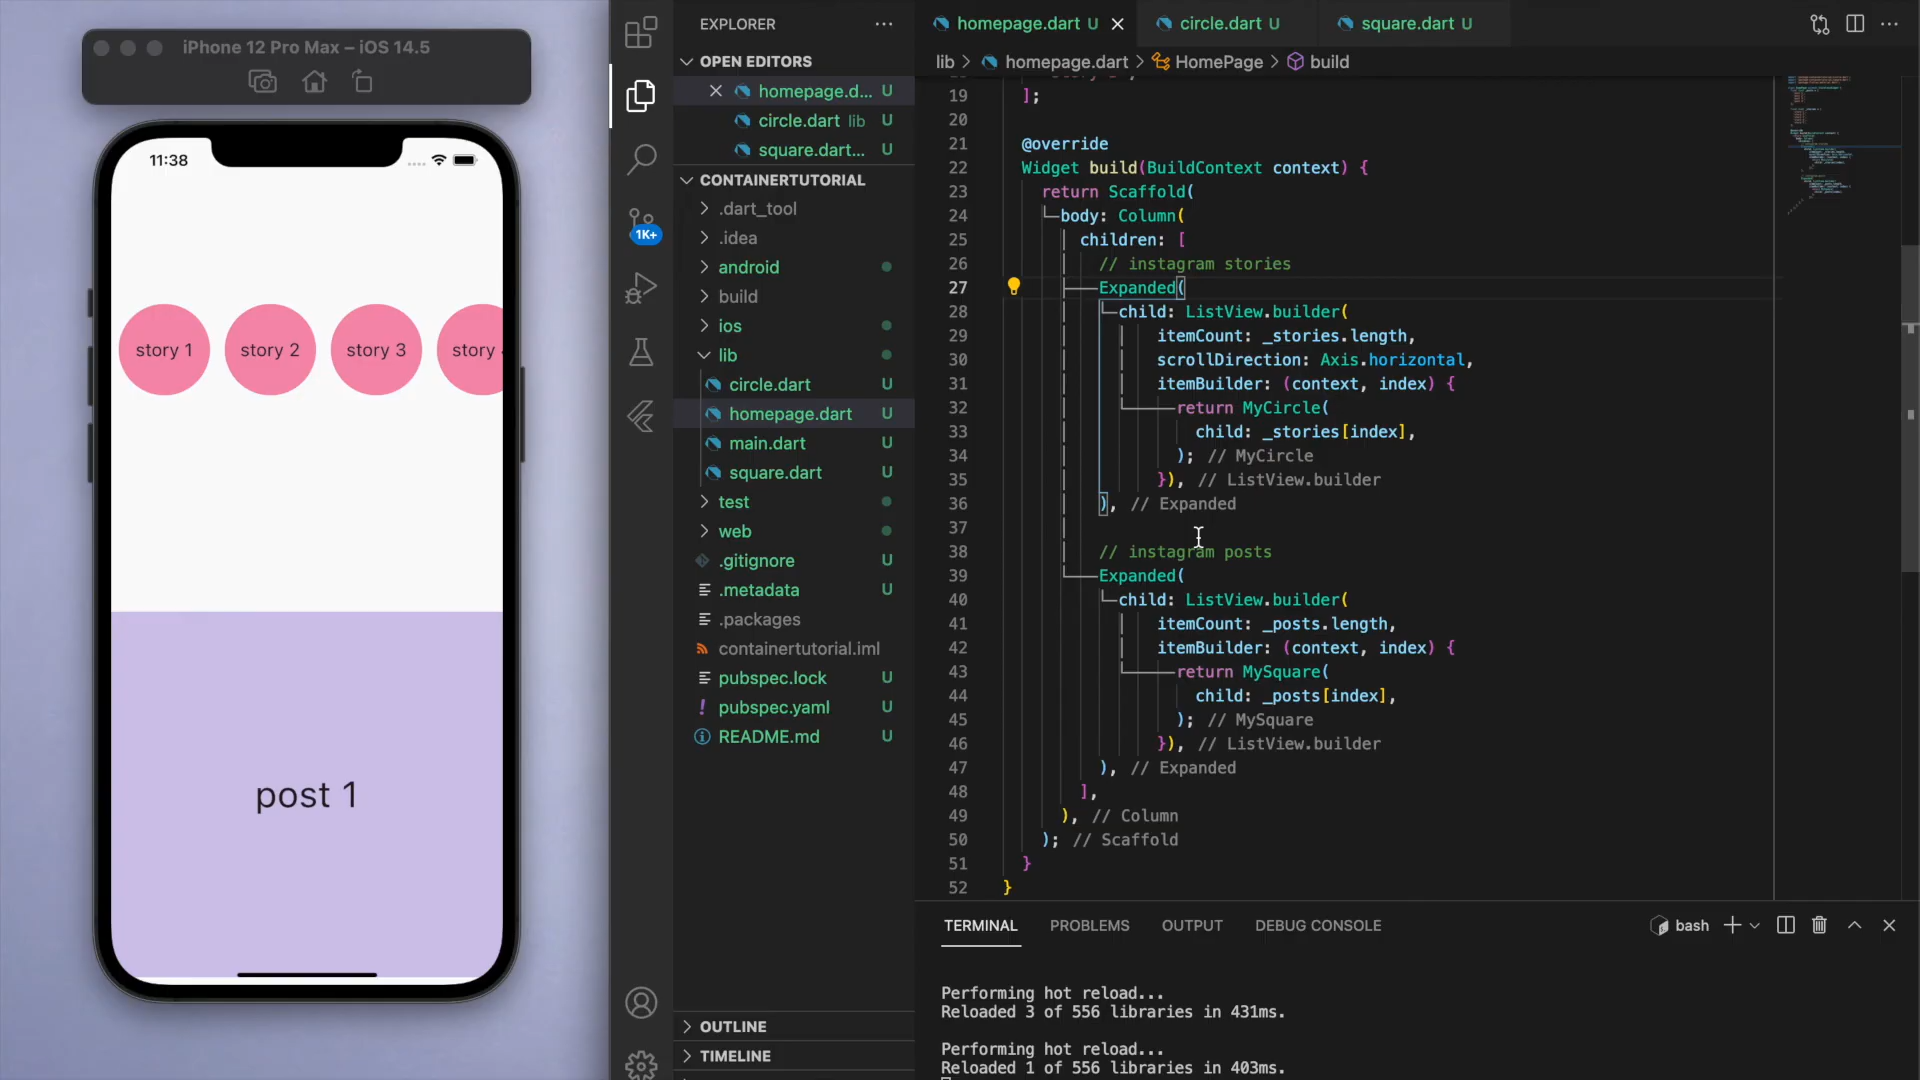 iPhone 12 Pro Max – iOS 14.5
11:38
story 1
story 2
story 3
story
post 1
1K+
EXPLORER
OPEN EDITORS
homepage.d... U
circle.dart lib U
square.dart... U
CONTAINERTUTORIAL
.dart_tool
.idea
android
build
ios
lib
circle.dart U
homepage.dart U
main.dart U
square.dart U
test
web
.gitignore U
.metadata U
.packages
containertutorial.iml
pubspec.lock U
! pubspec.yaml U
README.md U
OUTLINE
TIMELINE
homepage.dart U
circle.dart U
square.dart U
lib > homepage.dart > HomePage > build
19 ];
20
21 @override
22 Widget build(BuildContext context) {
23 return Scaffold(
24 body: Column(
25 children: [
26 // instagram stories
27 Expanded(
28 child: ListView.builder(
29 itemCount: _stories.length,
30 scrollDirection: Axis.horizontal,
31 itemBuilder: (context, index) {
32 return MyCircle(
33 child: _stories[index],
34 ); // MyCircle
35 }), // ListView.builder
36 ), // Expanded
37
38 // instagram posts
39 Expanded(
40 child: ListView.builder(
41 itemCount: _posts.length,
42 itemBuilder: (context, index) {
43 return MySquare(
44 child: _posts[index],
45 ); // MySquare
46 }), // ListView.builder
47 ), // Expanded
48 ],
49 ), // Column
50 ); // Scaffold
51 }
52 }
TERMINAL PROBLEMS OUTPUT DEBUG CONSOLE
bash
Performing hot reload...
Reloaded 3 of 556 libraries in 431ms.
Performing hot reload...
Reloaded 1 of 556 libraries in 403ms.